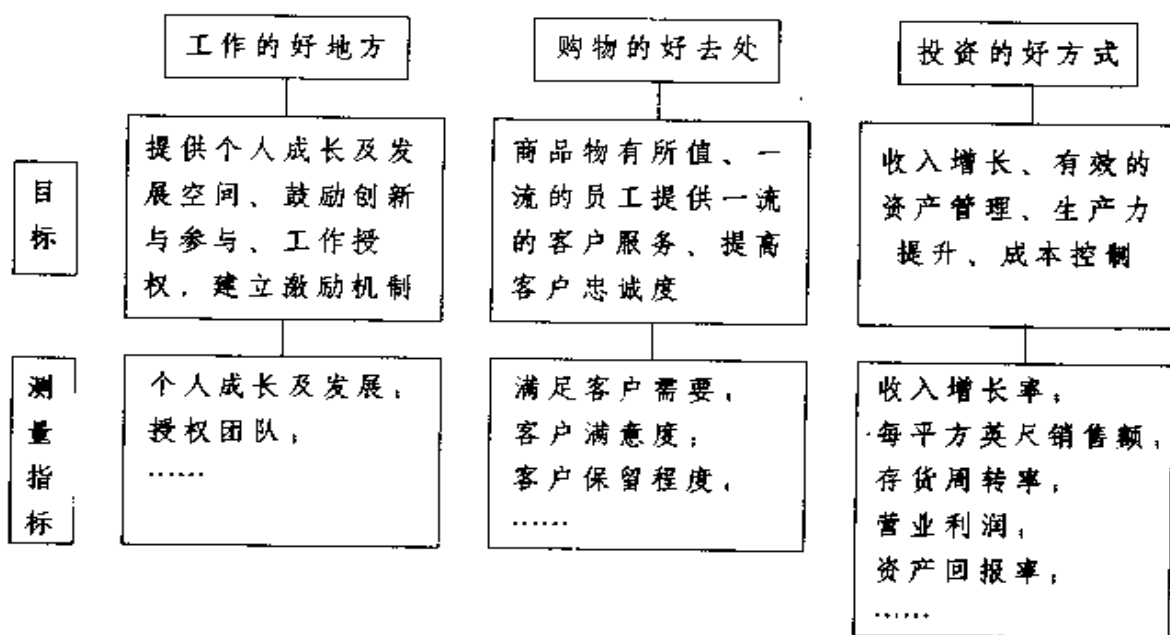 工作的好地方
购物的好去处
投资的好方式
目
标
提供个人成长及发
展空间、鼓励创新
与参与、工作授
权，建立激励机制
商品物有所值、一
流的员工提供一流
的客户服务、提高
客户忠诚度
收入增长、有效的
资产管理、生产力
提升、成本控制
测
量
指
标
个人成长及发展；
授权团队；
……
满足客户需要；
客户满意度；
客户保留程度；
……
收入增长率；
每平方英尺销售额；
存货周转率；
营业利润；
资产回报率；
……